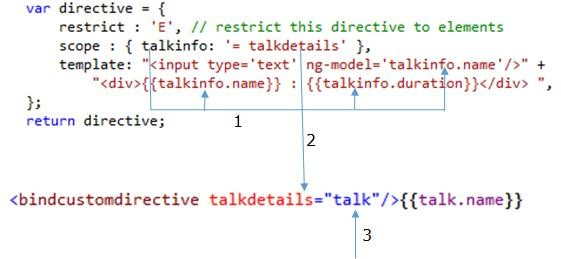 var directive = {
restrict : 'E', // restrict this directive to elements
scope : { talkinfo: '= talkdetails' },
template: "<input type='text' ng-model='talkinfo.name'/>" +
"<div>{{talkinfo.name}} : {{talkinfo.duration}}</div> ",
};
return directive;
1
2
<bindcustomdirective talkdetails="talk"/>{{talk.name}}
3